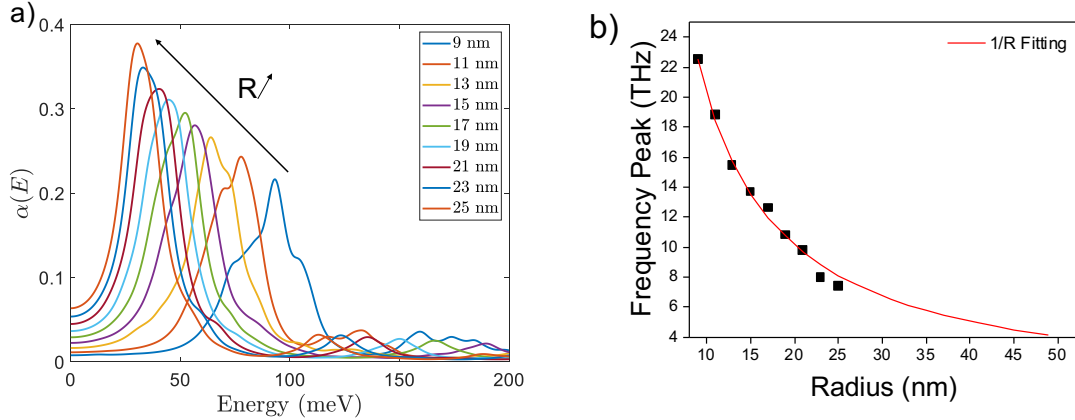 a)
0.4
0.3
0.2
0.1
0
α(E)
0
50
100
150
200
Energy (meV)
R
9 nm
11 nm
13 nm
15 nm
17 nm
19 nm
21 nm
23 nm
25 nm
b)
24
22
20
18
16
14
12
10
8
6
4
Frequency Peak (THz)
10
15
20
25
30
35
40
45
50
Radius (nm)
1/R Fitting